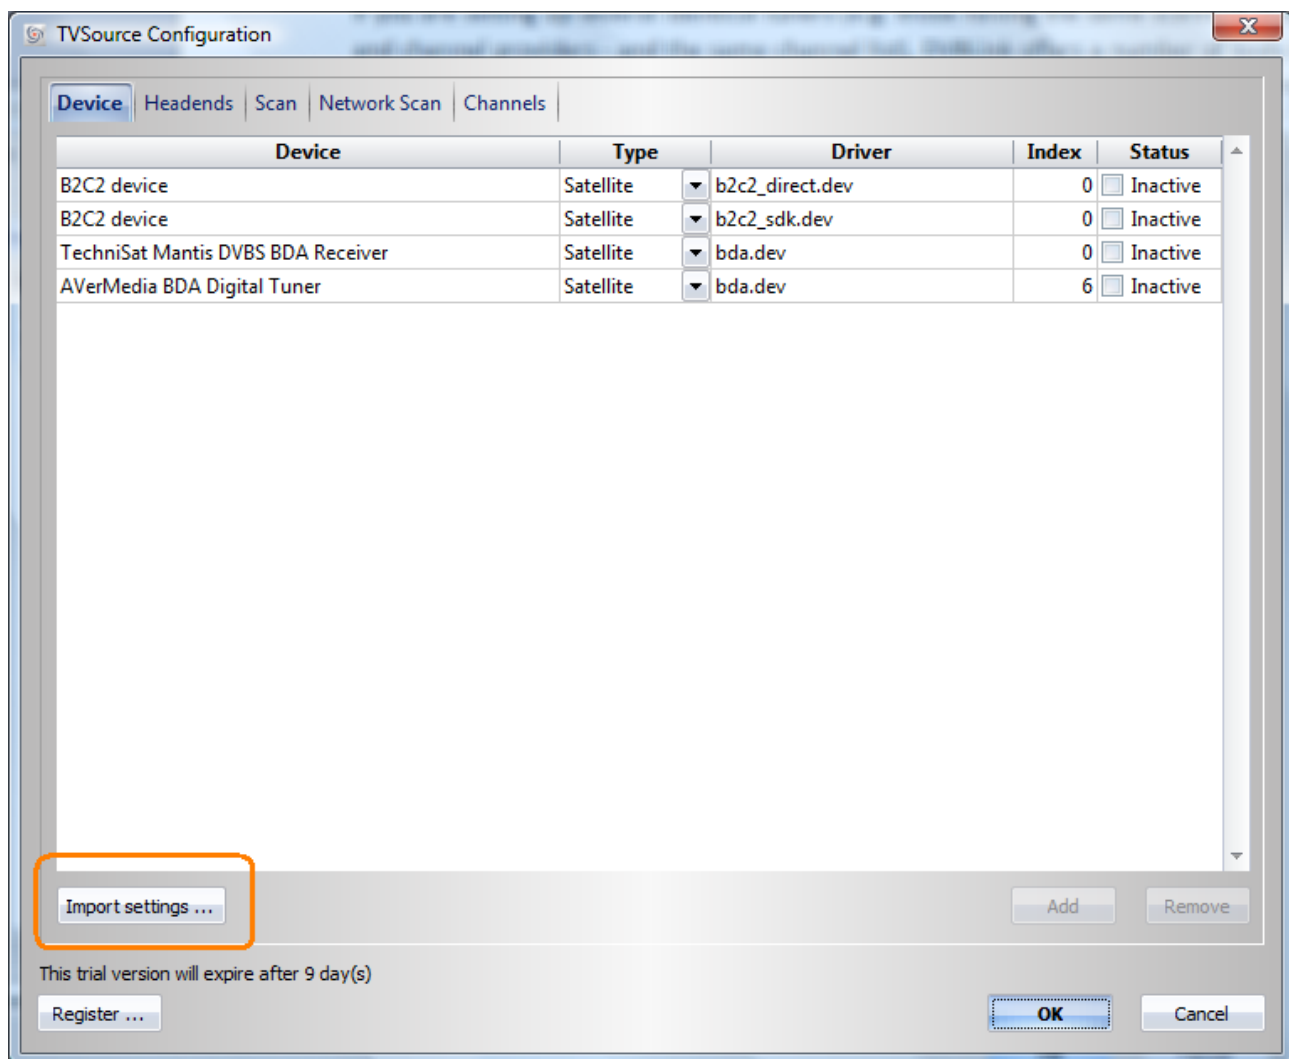 TVSource Configuration
Device Headends Scan Network Scan Channels
Device Type Driver Index Status
B2C2 device Satellite b2c2_direct.dev 0 Inactive
B2C2 device Satellite b2c2_sdk.dev 0 Inactive
TechniSat Mantis DVBS BDA Receiver Satellite bda.dev 0 Inactive
AVerMedia BDA Digital Tuner Satellite bda.dev 6 Inactive
Import settings ... Add Remove
This trial version will expire after 9 day(s)
Register ... OK Cancel